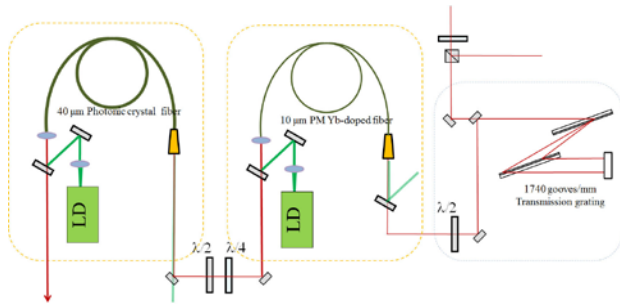 40 μm Photonic crystal fiber
10 μm PM Yb-doped fiber
LD
LD
λ/2
λ/4
λ/2
1740 gooves/mm
Transmission grating